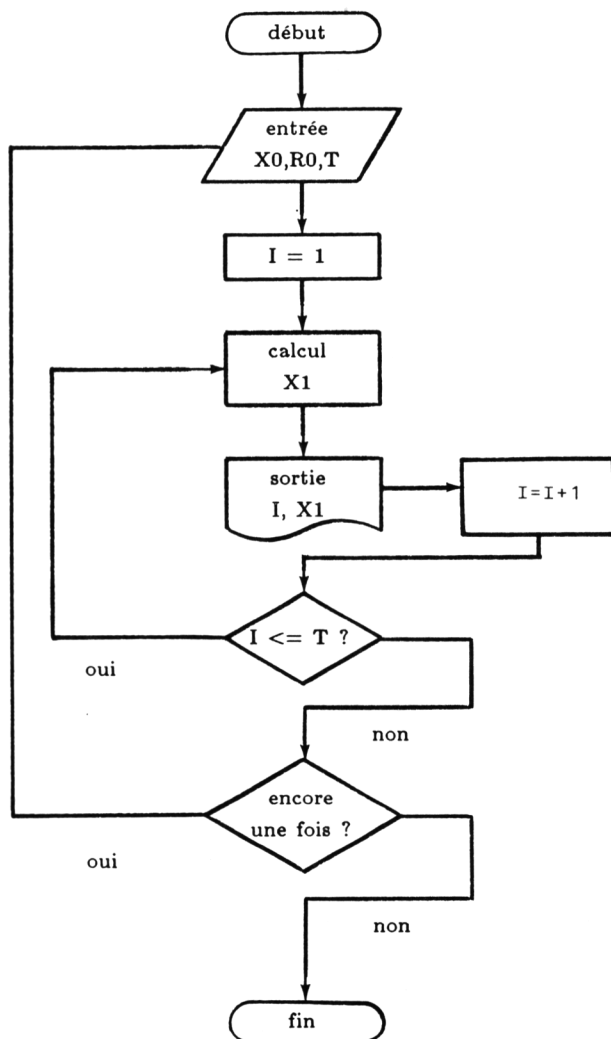 début
entrée
X0,R0,T
I = 1
calcul
X1
sortie
I, X1
I=I+1
I <= T ?
oui
non
encore
une fois ?
oui
non
fin